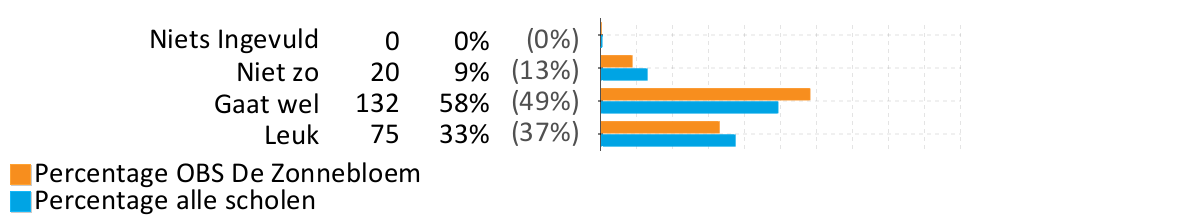 Niets Ingevuld 0 0% (0%)
Niet zo 20 9% (13%)
Gaat wel 132 58% (49%)
Leuk 75 33% (37%)
Percentage OBS De Zonnebloem
Percentage alle scholen